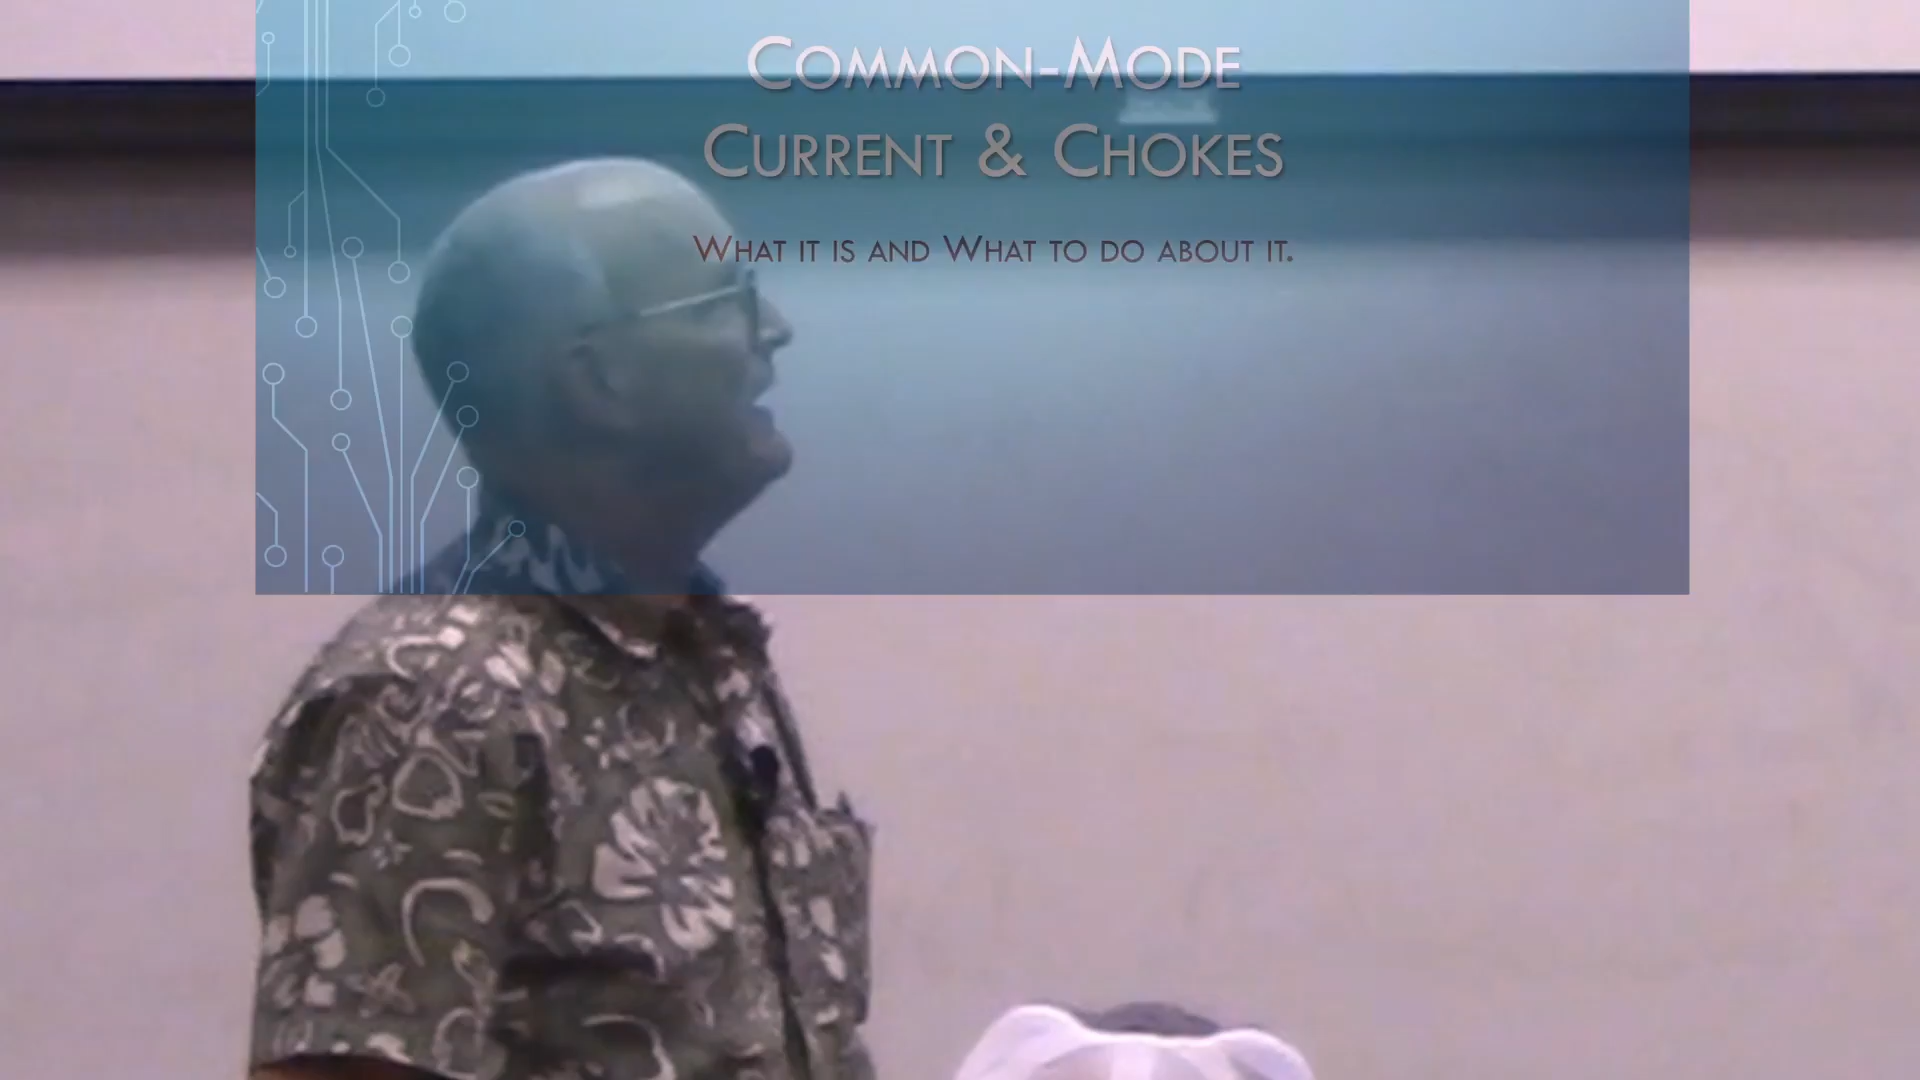 Common-Mode
Current & Chokes
What it is and What to do about it.